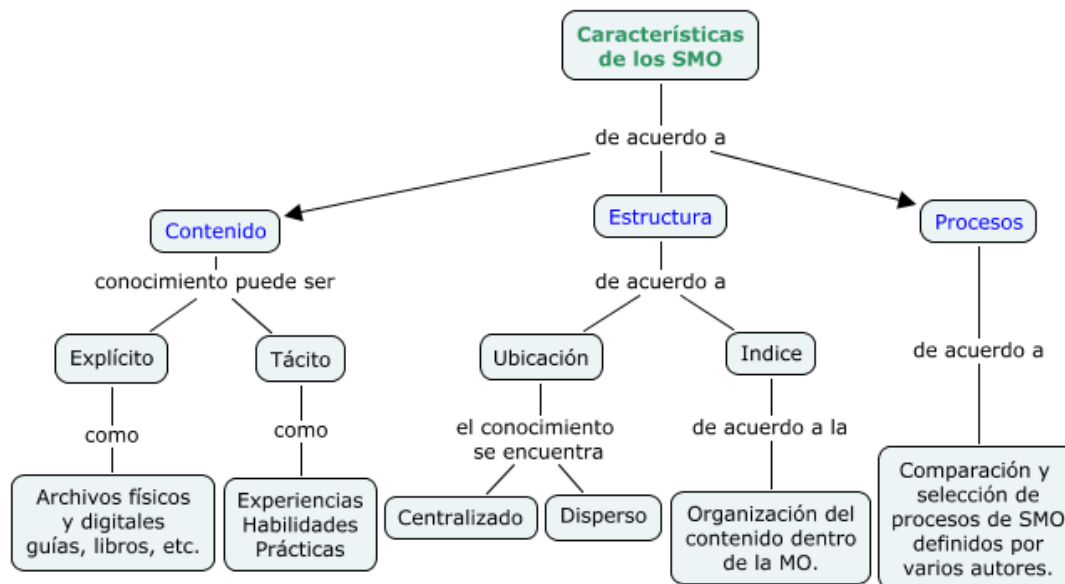 Características
de los SMO
de acuerdo a
Contenido
Estructura
Procesos
conocimiento puede ser
de acuerdo a
Explícito
Tácito
Ubicación
Indice
de acuerdo a
como
como
el conocimiento
se encuentra
de acuerdo a la
Archivos físicos
y digitales
guías, libros, etc.
Experiencias
Habilidades
Prácticas
Centralizado
Disperso
Organización del
contenido dentro
de la MO.
Comparación y
selección de
procesos de SMO
definidos por
varios autores.